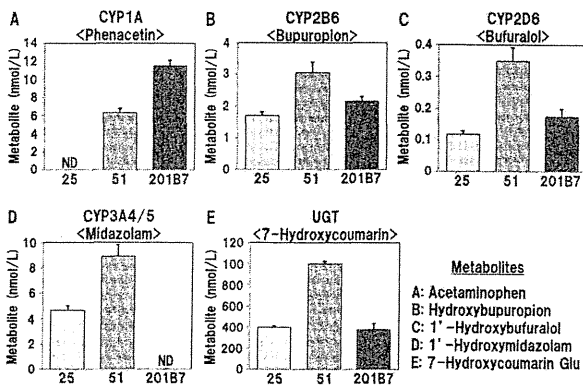 A
CYP1A
<Phenacetin>
Metabolite (nmol/L)
14
12
10
8
6
4
2
0
ND
25 51 201B7
B
CYP2B6
<Bupuropion>
Metabolite (nmol/L)
4
3
2
1
0
25 51 201B7
C
CYP2D6
<Bufuralol>
Metabolite (nmol/L)
0.4
0.3
0.2
0.1
0
25 51 201B7
D
CYP3A4/5
<Midazolam>
Metabolite (nmol/L)
10
8
6
4
2
0
ND
25 51 201B7
E
UGT
<7-Hydroxycoumarin>
Metabolite (nmol/L)
120
100
800
600
400
200
0
25 51 201B7
Metabolites
A: Acetaminophen
B: Hydroxybupuropion
C: 1'-Hydroxybufuralol
D: 1'-Hydroxymidazolam
E: 7-Hydroxycoumarin Glu